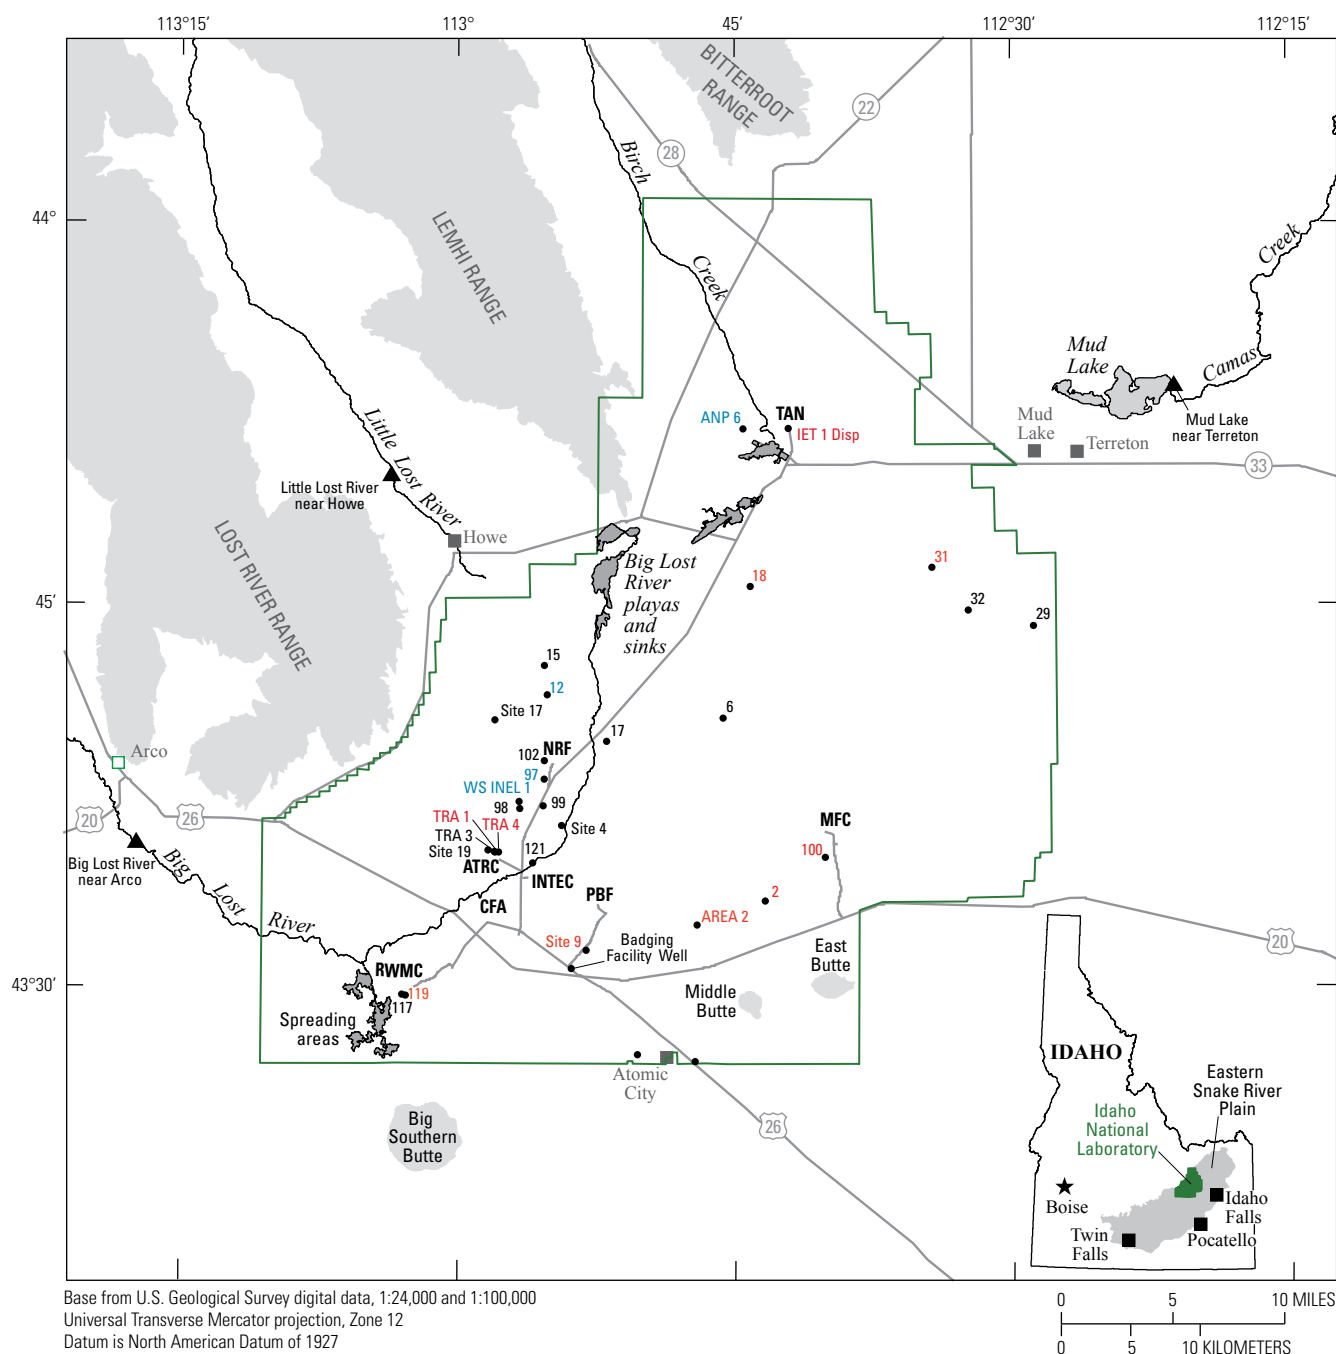 113°15'
113°
45'
112°30'
112°15'
44°
45'
43°30'
BITTERROOT
RANGE
22
28
Birch
Creek
LEMHI RANGE
Creek
Camas
Mud
Lake
Mud Lake
near Terreton
Mud
Lake
Terreton
33
ANP 6
TAN
IET 1 Disp
Little Lost River
Little Lost River
near Howe
Howe
LOST RIVER RANGE
Big Lost
River
playas
and
sinks
18
31
32
29
15
12
Site 17
6
17
102
NRF
97
WS INEL 1
98
99
TRA 1
TRA 4
TRA 3
Site 19
Site 4
121
ATRC
INTEC
MFC
100
Arco
20
26
Big Lost River
near Arco
Big Lost River
CFA
PBF
2
AREA 2
Site 9
Badging
Facility Well
East
Butte
Middle
Butte
20
RWMC
119
117
Spreading
areas
Atomic
City
26
Big
Southern
Butte
IDAHO
Eastern
Snake River
Plain
Idaho
National
Laboratory
Boise
Idaho
Falls
Pocatello
Twin
Falls
Base from U.S. Geological Survey digital data, 1:24,000 and 1:100,000
Universal Transverse Mercator projection, Zone 12
Datum is North American Datum of 1927
0 5 10 MILES
0 5 10 KILOMETERS